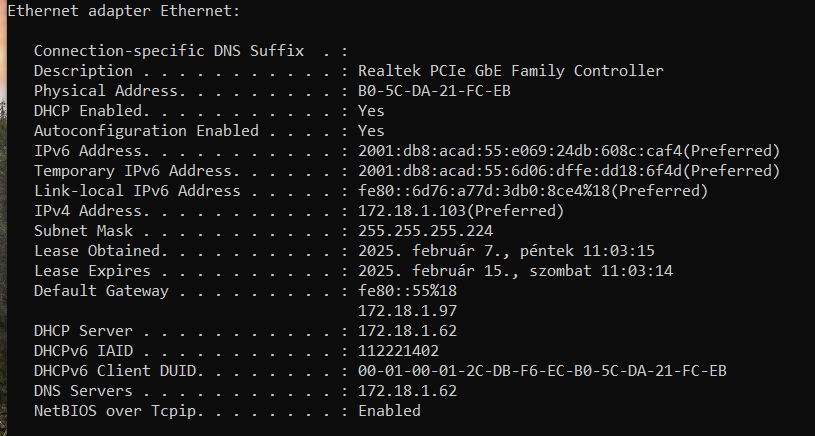 Ethernet adapter Ethernet:
Connection-specific DNS Suffix  . :
Description . . . . . . . . . . . : Realtek PCIe GbE Family Controller
Physical Address. . . . . . . . . : B0-5C-DA-21-FC-EB
DHCP Enabled. . . . . . . . . . . : Yes
Autoconfiguration Enabled . . . . : Yes
IPv6 Address. . . . . . . . . . . : 2001:db8:acad:55:e069:24db:608c:caf4(Preferred)
Temporary IPv6 Address. . . . . . : 2001:db8:acad:55:6d06:dffe:dd18:6f4d(Preferred)
Link-local IPv6 Address . . . . . : fe80::6d76:a77d:3db0:8ce4%18(Preferred)
IPv4 Address. . . . . . . . . . . : 172.18.1.103(Preferred)
Subnet Mask . . . . . . . . . . . : 255.255.255.224
Lease Obtained. . . . . . . . . . : 2025. február 7., péntek 11:03:15
Lease Expires . . . . . . . . . . : 2025. február 15., szombat 11:03:14
Default Gateway . . . . . . . . . : fe80::55%18
172.18.1.97
DHCP Server . . . . . . . . . . . : 172.18.1.62
DHCPv6 IAID . . . . . . . . . . . : 112221402
DHCPv6 Client DUID. . . . . . . . : 00-01-00-01-2C-DB-F6-EC-B0-5C-DA-21-FC-EB
DNS Servers . . . . . . . . . . . : 172.18.1.62
NetBIOS over Tcpip. . . . . . . . : Enabled